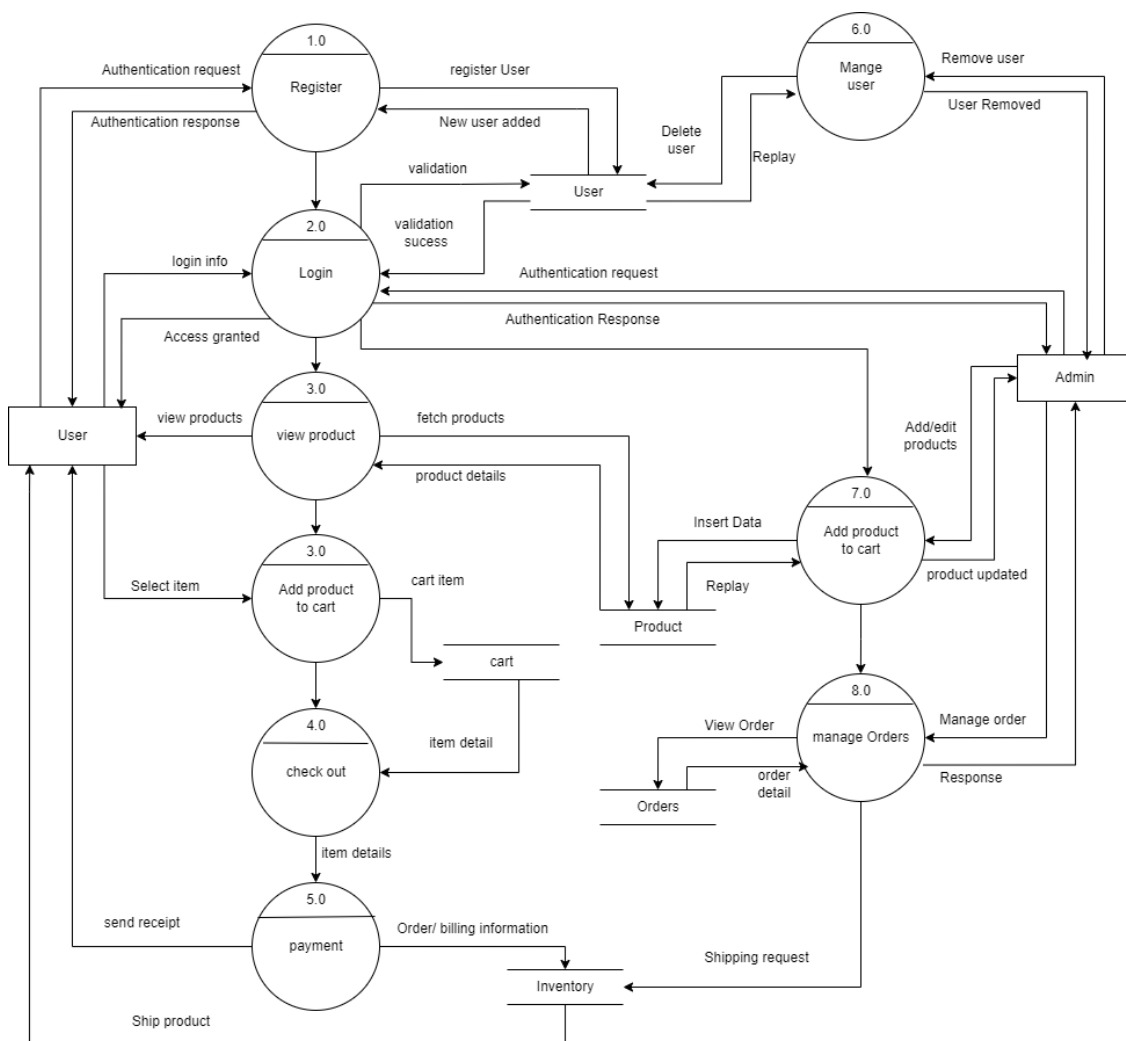 1.0
Register
Authentication request
Authentication response
register User
New user added
6.0
Mange
user
Remove user
User Removed
Delete
user
Replay
User
validation
validation
sucess
2.0
Login
login info
Access granted
Authentication request
Authentication Response
Admin
User
3.0
view product
view products
fetch products
product details
Add/edit
products
7.0
Add product
to cart
Insert Data
Replay
product updated
Product
3.0
Add product
to cart
Select item
cart item
cart
item detail
4.0
check out
item details
8.0
manage Orders
View Order
order
detail
Manage order
Response
Orders
5.0
payment
send receipt
Order/ billing information
Shipping request
Inventory
Ship product